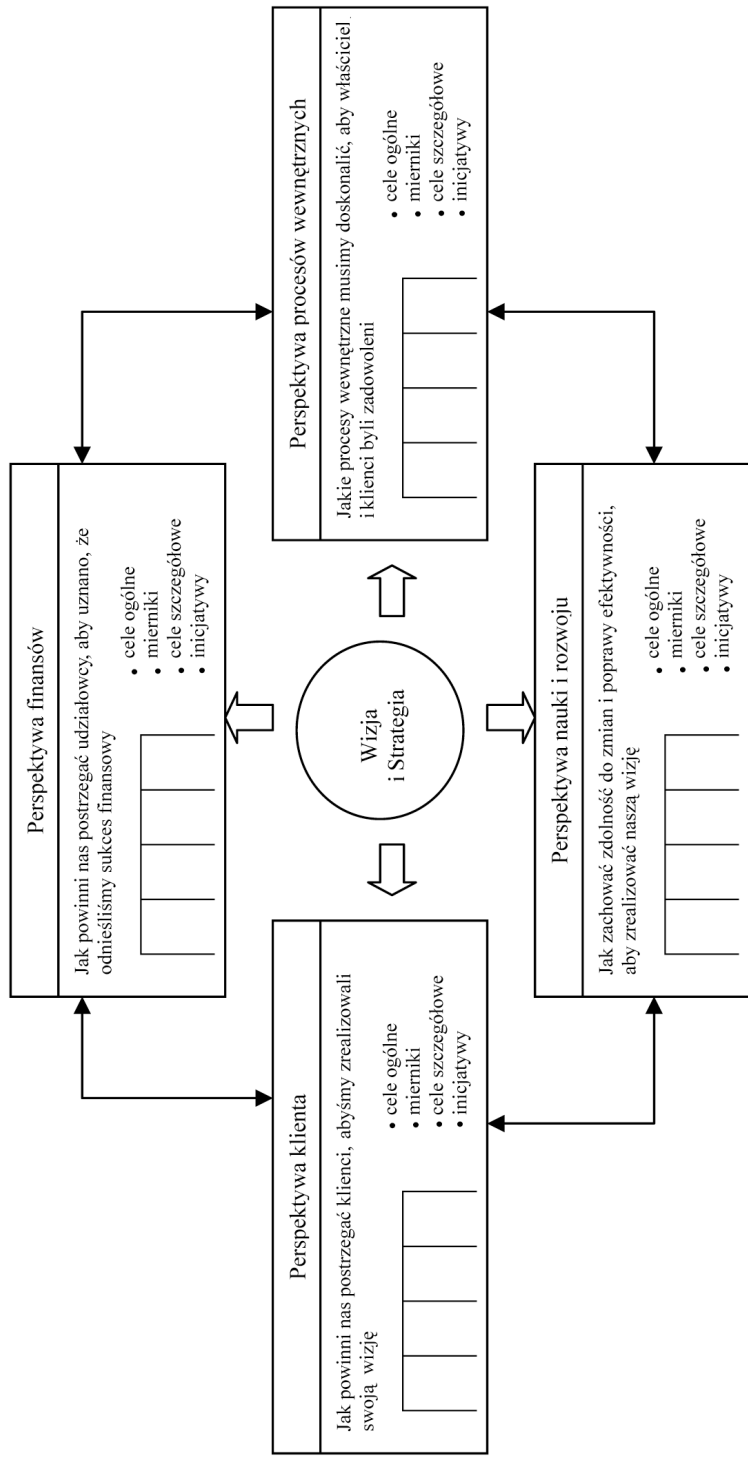 Perspektywa finansów
Jak powinni nas postrzegać udziałowcy, aby uznano, że
odnieśliśmy sukces finansowy
• cele ogólne
• mierniki
• cele szczegółowe
• inicjatywy
Perspektywa klienta
Jak powinni nas postrzegać klienci, abyśmy zrealizowali
swoją wizję
• cele ogólne
• mierniki
• cele szczegółowe
• inicjatywy
Wizja
i Strategia
Perspektywa procesów wewnętrznych
Jakie procesy wewnętrzne musimy doskonalić, aby właściciel
i klienci byli zadowoleni
• cele ogólne
• mierniki
• cele szczegółowe
• inicjatywy
Perspektywa nauki i rozwoju
Jak zachować zdolność do zmian i poprawy efektywności,
aby zrealizować naszą wizję
• cele ogólne
• mierniki
• cele szczegółowe
• inicjatywy